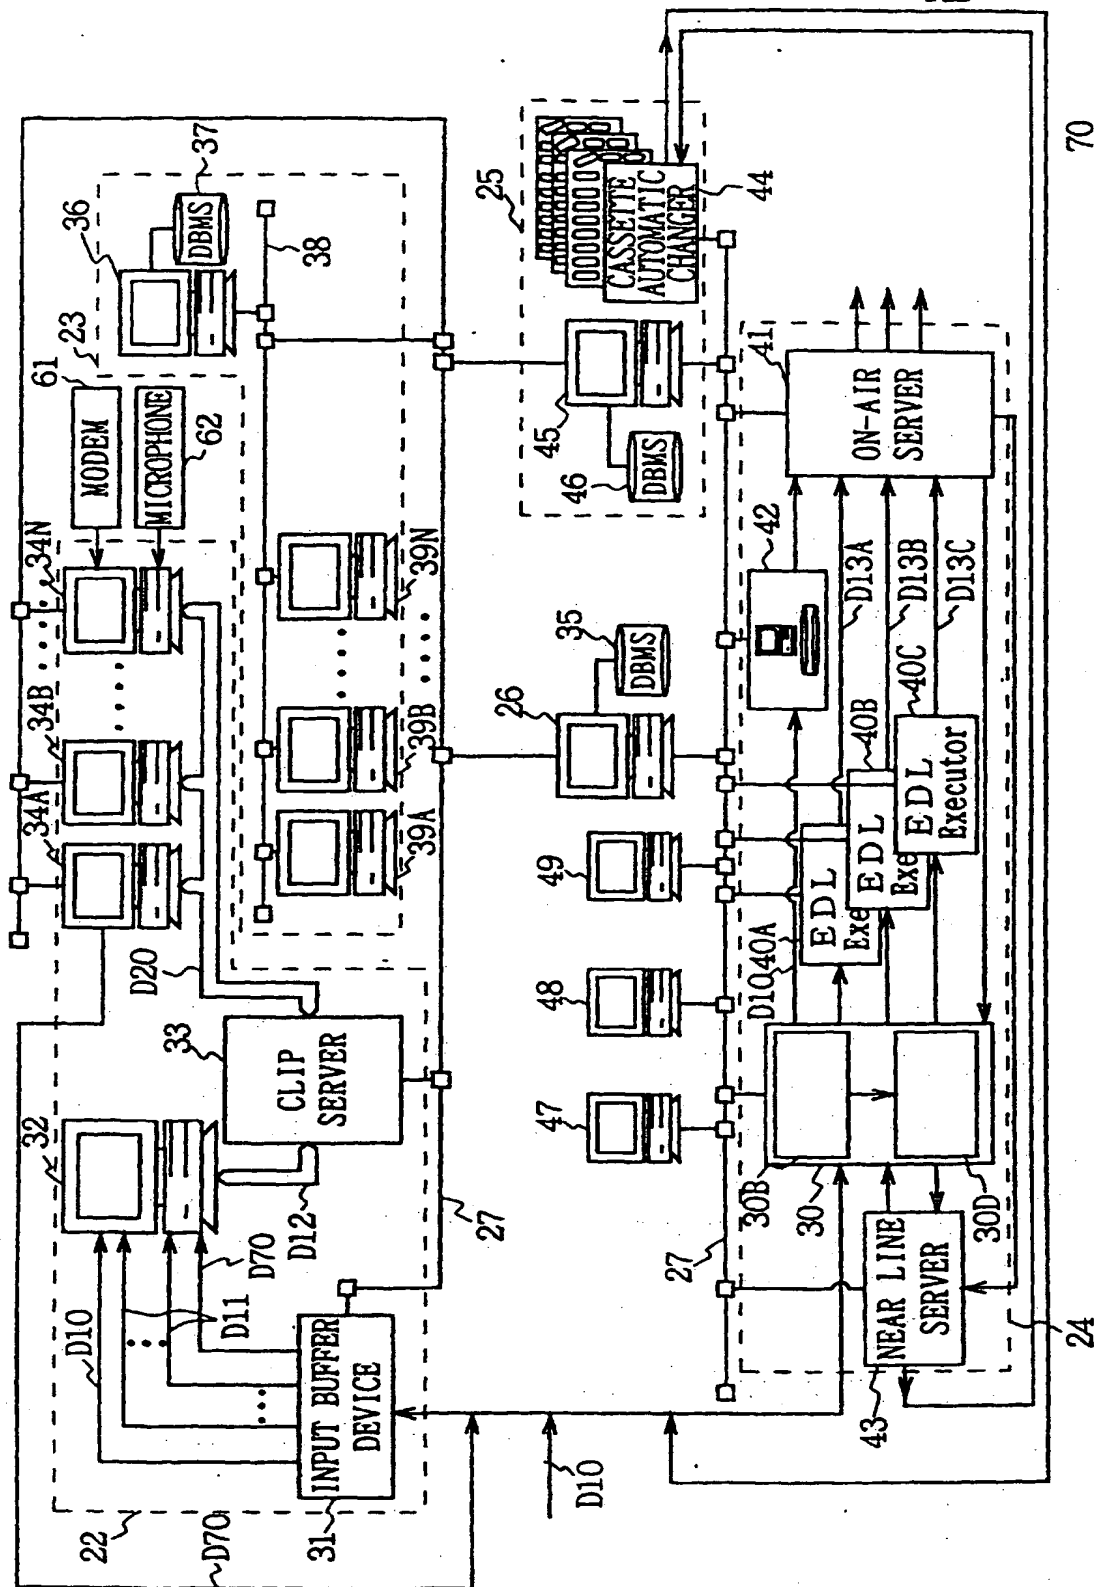 70
22
D70
D10
D11
D70
32
D12
33
CLIP
SERVER
D20
31
INPUT BUFFER
DEVICE
27
34A
34B
34N
61
MODEM
MICROPHONE
62
23
36
DBMS
37
38
39A
39B
39N
D10
26
DBMS
35
47
48
49
25
45
46
DBMS
CASSETTE
AUTOMATIC
CHANGER
44
27
43
NEAR LINE
SERVER
30B
30
30D
D10
40A
EDL
Exe
40B
EDL
Exe
40C
EDL
Executor
42
D13A
D13B
D13C
41
ON-AIR
SERVER
24